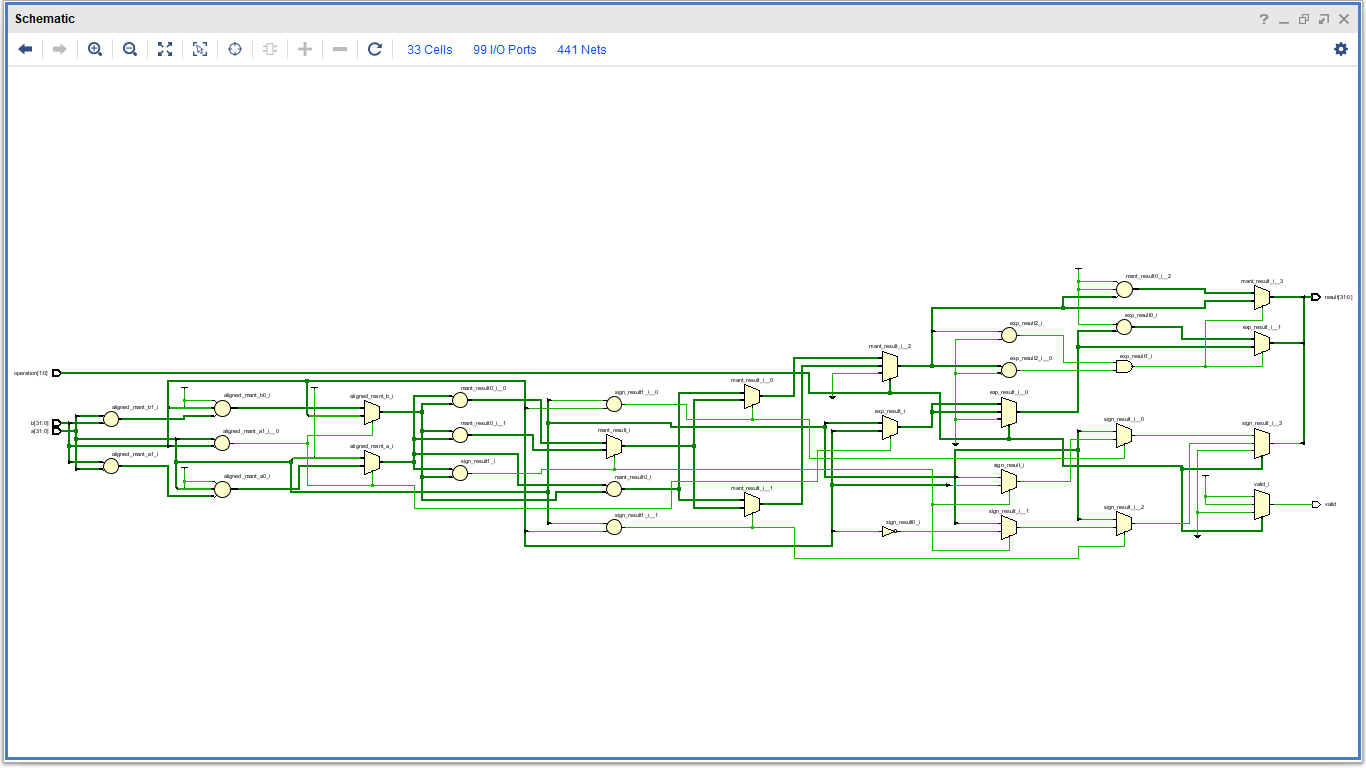 Schematic
33 Cells 99 I/O Ports 441 Nets
mant_result0_i__2
mant_result_i__3
result[31:0]
exp_result0_i
exp_result2_i
exp_result_i__1
mant_result_i__2
exp_result2_i__0
exp_result1_i
operation[1:0]
mant_result_i__0
mant_result0_i__0
sign_result1_i__0
aligned_mant_b0_i
aligned_mant_b_i
exp_result_i__0
aligned_mant_b1_i
exp_result_i
b[31:0]
a[31:0]
aligned_mant_a1_i__0
mant_result0_i__1
mant_result_i
sign_result_i__0
sign_result_i__3
aligned_mant_a_i
aligned_mant_a1_i
sign_result1_i
sign_result_i
aligned_mant_a0_i
mant_result0_i
mant_result_i__1
valid_i
valid
sign_result1_i__1
sign_result0_i
sign_result_i__1
sign_result_i__2